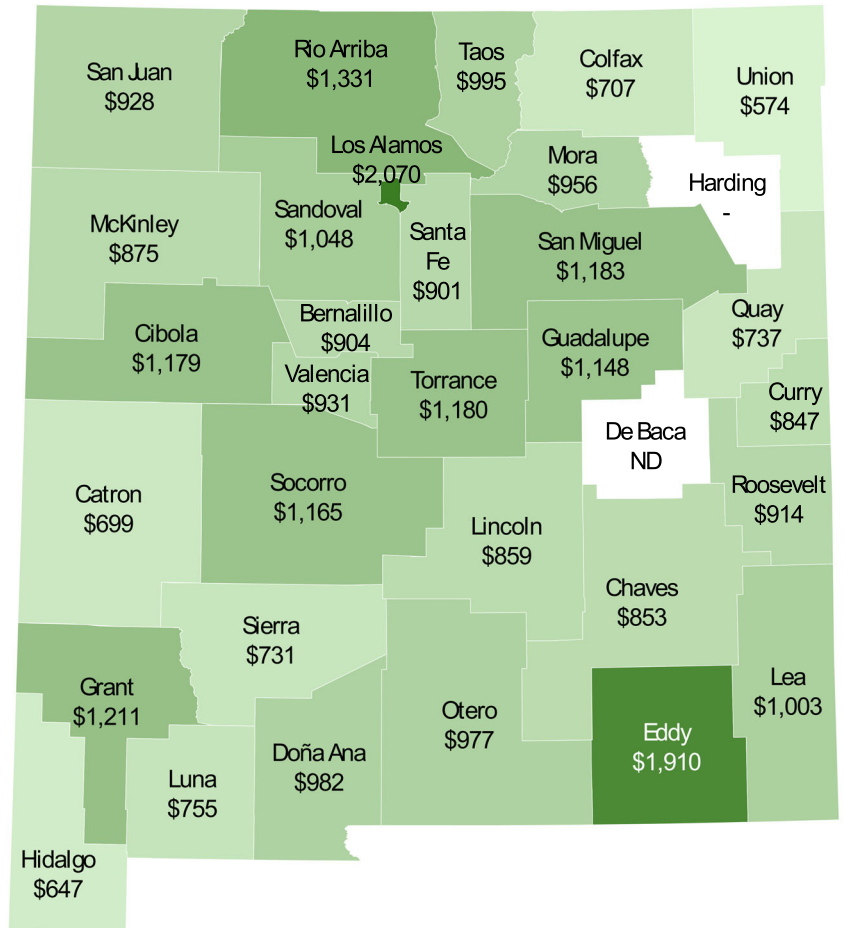 San Juan
$928
Rio Arriba
$1,331
Taos
$995
Colfax
$707
Union
$574
Los Alamos
$2,070
Mora
$956
Harding
-
McKinley
$875
Sandoval
$1,048
Santa
Fe
$901
San Miguel
$1,183
Quay
$737
Cibola
$1,179
Bernalillo
$904
Valencia
$931
Torrance
$1,180
Guadalupe
$1,148
Curry
$847
De Baca
ND
Catron
$699
Socorro
$1,165
Lincoln
$859
Roosevelt
$914
Chaves
$853
Sierra
$731
Grant
$1,211
Otero
$977
Lea
$1,003
Eddy
$1,910
Doña Ana
$982
Luna
$755
Hidalgo
$647